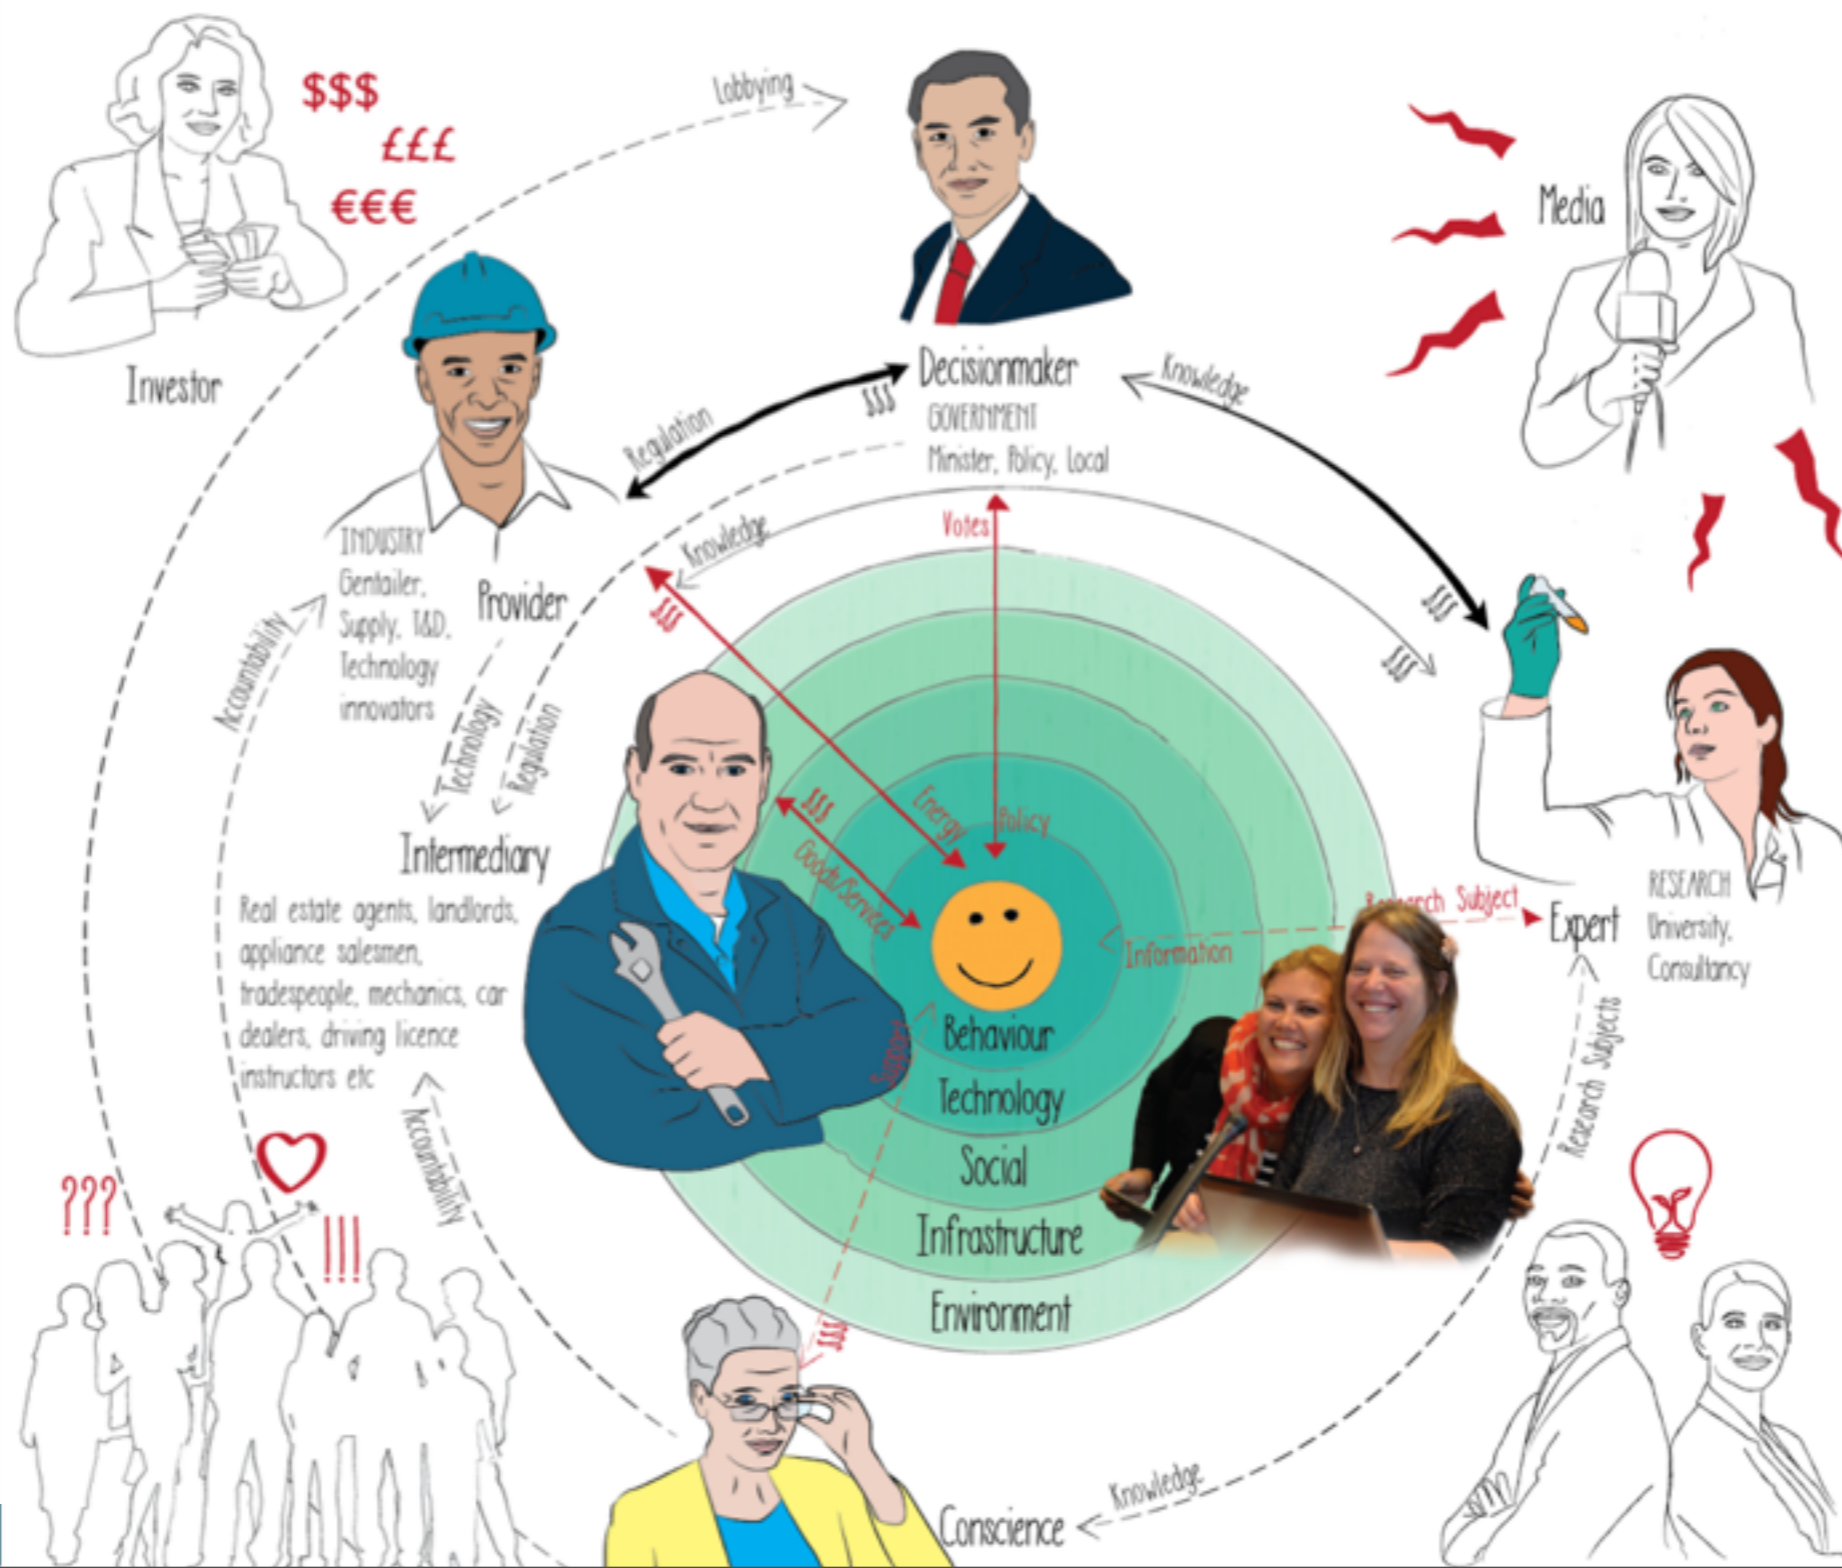 $$$
£££
€€€
Investor
Lobbying
Media
Decisionmaker
GOVERNMENT
Minister, Policy, Local
Regulation
$$$
Knowledge
$$$
Knowledge
$$$
Votes
Policy
INDUSTRY
Gentailer,
Supply, T&D,
Technology
innovators
Provider
Accountability
Technology
Regulation
$$$
Energy
$$$
Goods/Services
Intermediary
Real estate agents, landlords,
appliance salesmen,
tradespeople, mechanics, car
dealers, driving licence
instructors etc
Accountability
Information
Research Subject
Expert
RESEARCH
University,
Consultancy
Research Subjects
Support
$$$
Behaviour
Technology
Social
Infrastructure
Environment
???
!!!
Conscience
Knowledge